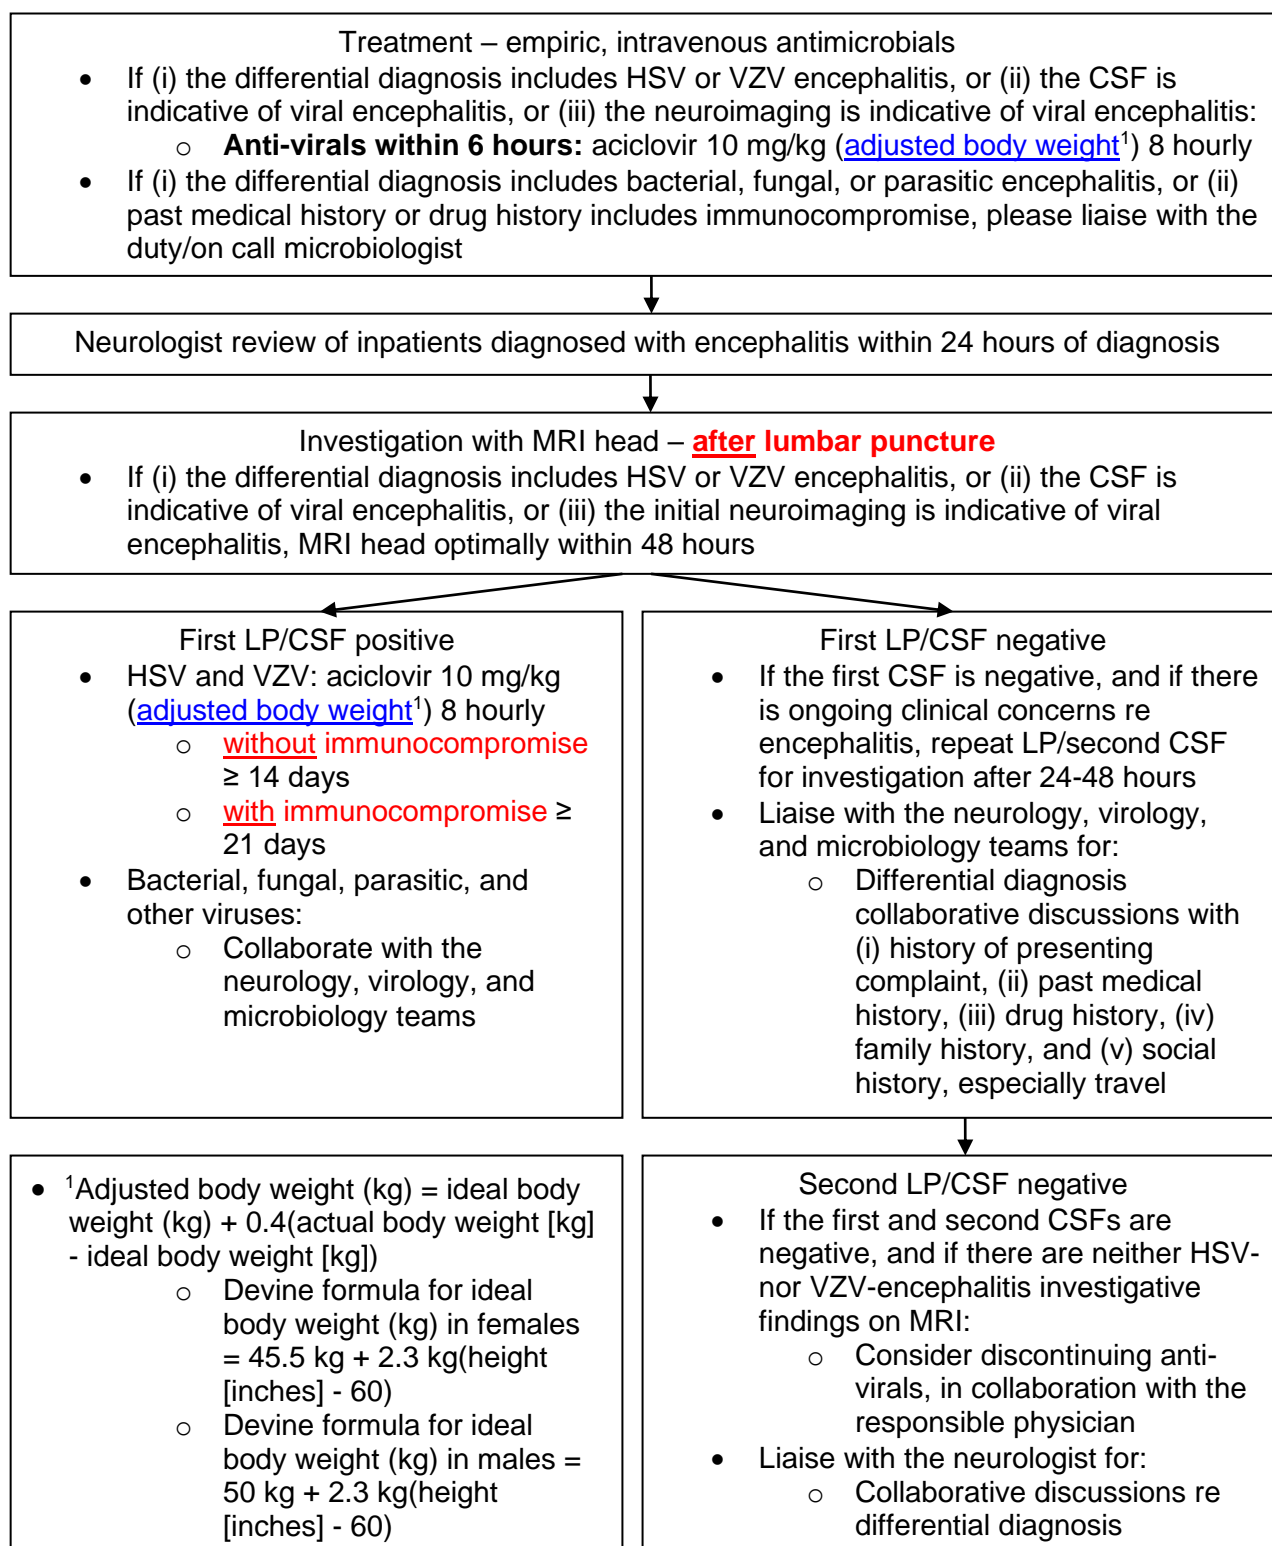 Treatment – empiric, intravenous antimicrobials
• If (i) the differential diagnosis includes HSV or VZV encephalitis, or (ii) the CSF is
indicative of viral encephalitis, or (iii) the neuroimaging is indicative of viral encephalitis:
o Anti-virals within 6 hours: aciclovir 10 mg/kg (adjusted body weight¹) 8 hourly
• If (i) the differential diagnosis includes bacterial, fungal, or parasitic encephalitis, or (ii)
past medical history or drug history includes immunocompromise, please liaise with the
duty/on call microbiologist
Neurologist review of inpatients diagnosed with encephalitis within 24 hours of diagnosis
Investigation with MRI head – after lumbar puncture
• If (i) the differential diagnosis includes HSV or VZV encephalitis, or (ii) the CSF is
indicative of viral encephalitis, or (iii) the initial neuroimaging is indicative of viral
encephalitis, MRI head optimally within 48 hours
First LP/CSF positive
• HSV and VZV: aciclovir 10 mg/kg
(adjusted body weight¹) 8 hourly
o without immunocompromise
≥ 14 days
o with immunocompromise ≥
21 days
• Bacterial, fungal, parasitic, and
other viruses:
o Collaborate with the
neurology, virology, and
microbiology teams
First LP/CSF negative
• If the first CSF is negative, and if there
is ongoing clinical concerns re
encephalitis, repeat LP/second CSF
for investigation after 24-48 hours
• Liaise with the neurology, virology,
and microbiology teams for:
o Differential diagnosis
collaborative discussions with
(i) history of presenting
complaint, (ii) past medical
history, (iii) drug history, (iv)
family history, and (v) social
history, especially travel
• ¹Adjusted body weight (kg) = ideal body
weight (kg) + 0.4(actual body weight [kg]
- ideal body weight [kg])
o Devine formula for ideal
body weight (kg) in females
= 45.5 kg + 2.3 kg(height
[inches] - 60)
o Devine formula for ideal
body weight (kg) in males =
50 kg + 2.3 kg(height
[inches] - 60)
Second LP/CSF negative
• If the first and second CSFs are
negative, and if there are neither HSV-
nor VZV-encephalitis investigative
findings on MRI:
o Consider discontinuing anti-
virals, in collaboration with the
responsible physician
• Liaise with the neurologist for:
o Collaborative discussions re
differential diagnosis